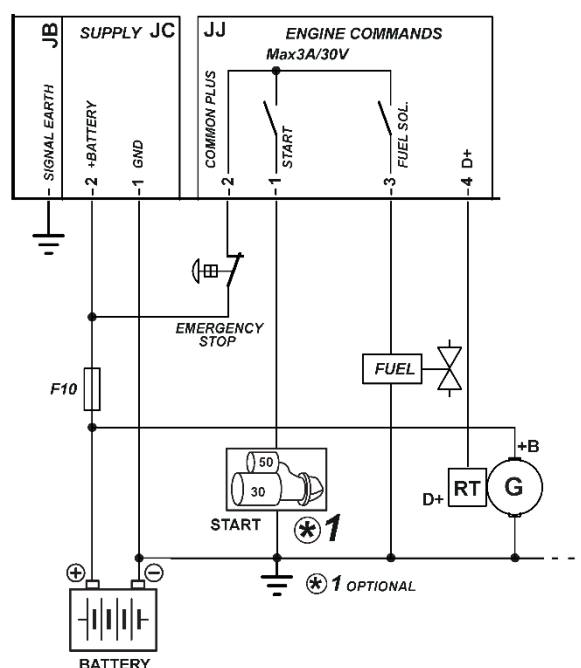 JB
SUPPLY JC
JJ
ENGINE COMMANDS
Max3A/30V
SIGNAL EARTH
+BATTERY
GND
COMMON PLUS
START
FUEL SOL.
D+
2
1
2
1
3
4
EMERGENCY
STOP
F10
FUEL
+B
50
30
START
*1
D+
RT
G
*1 OPTIONAL
+
−
BATTERY